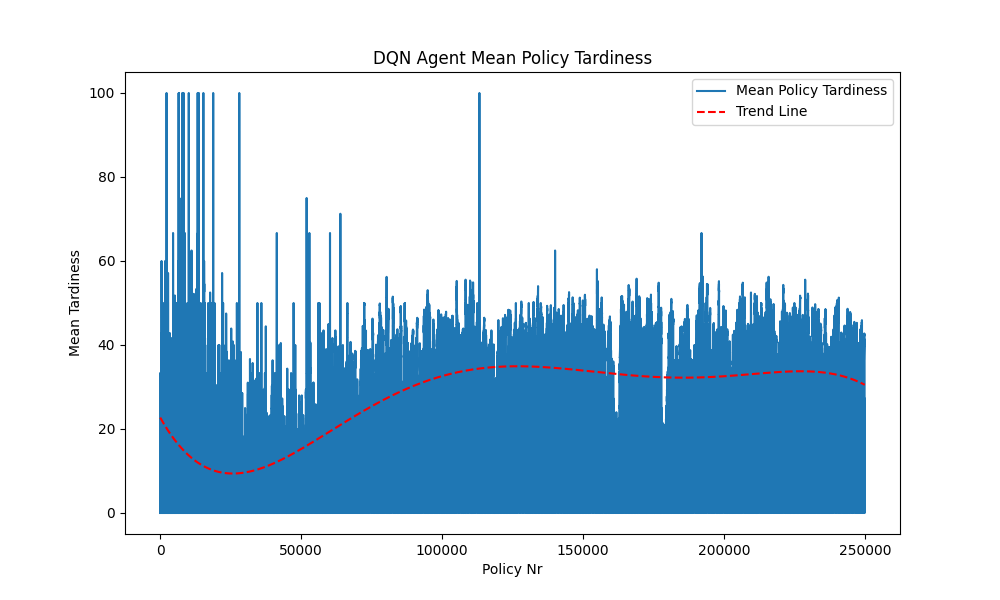 DQN Agent Mean Policy Tardiness
Mean Policy Tardiness
Trend Line
Mean Tardiness
100
80
60
40
20
0
0 50000 100000 150000 200000 250000
Policy Nr